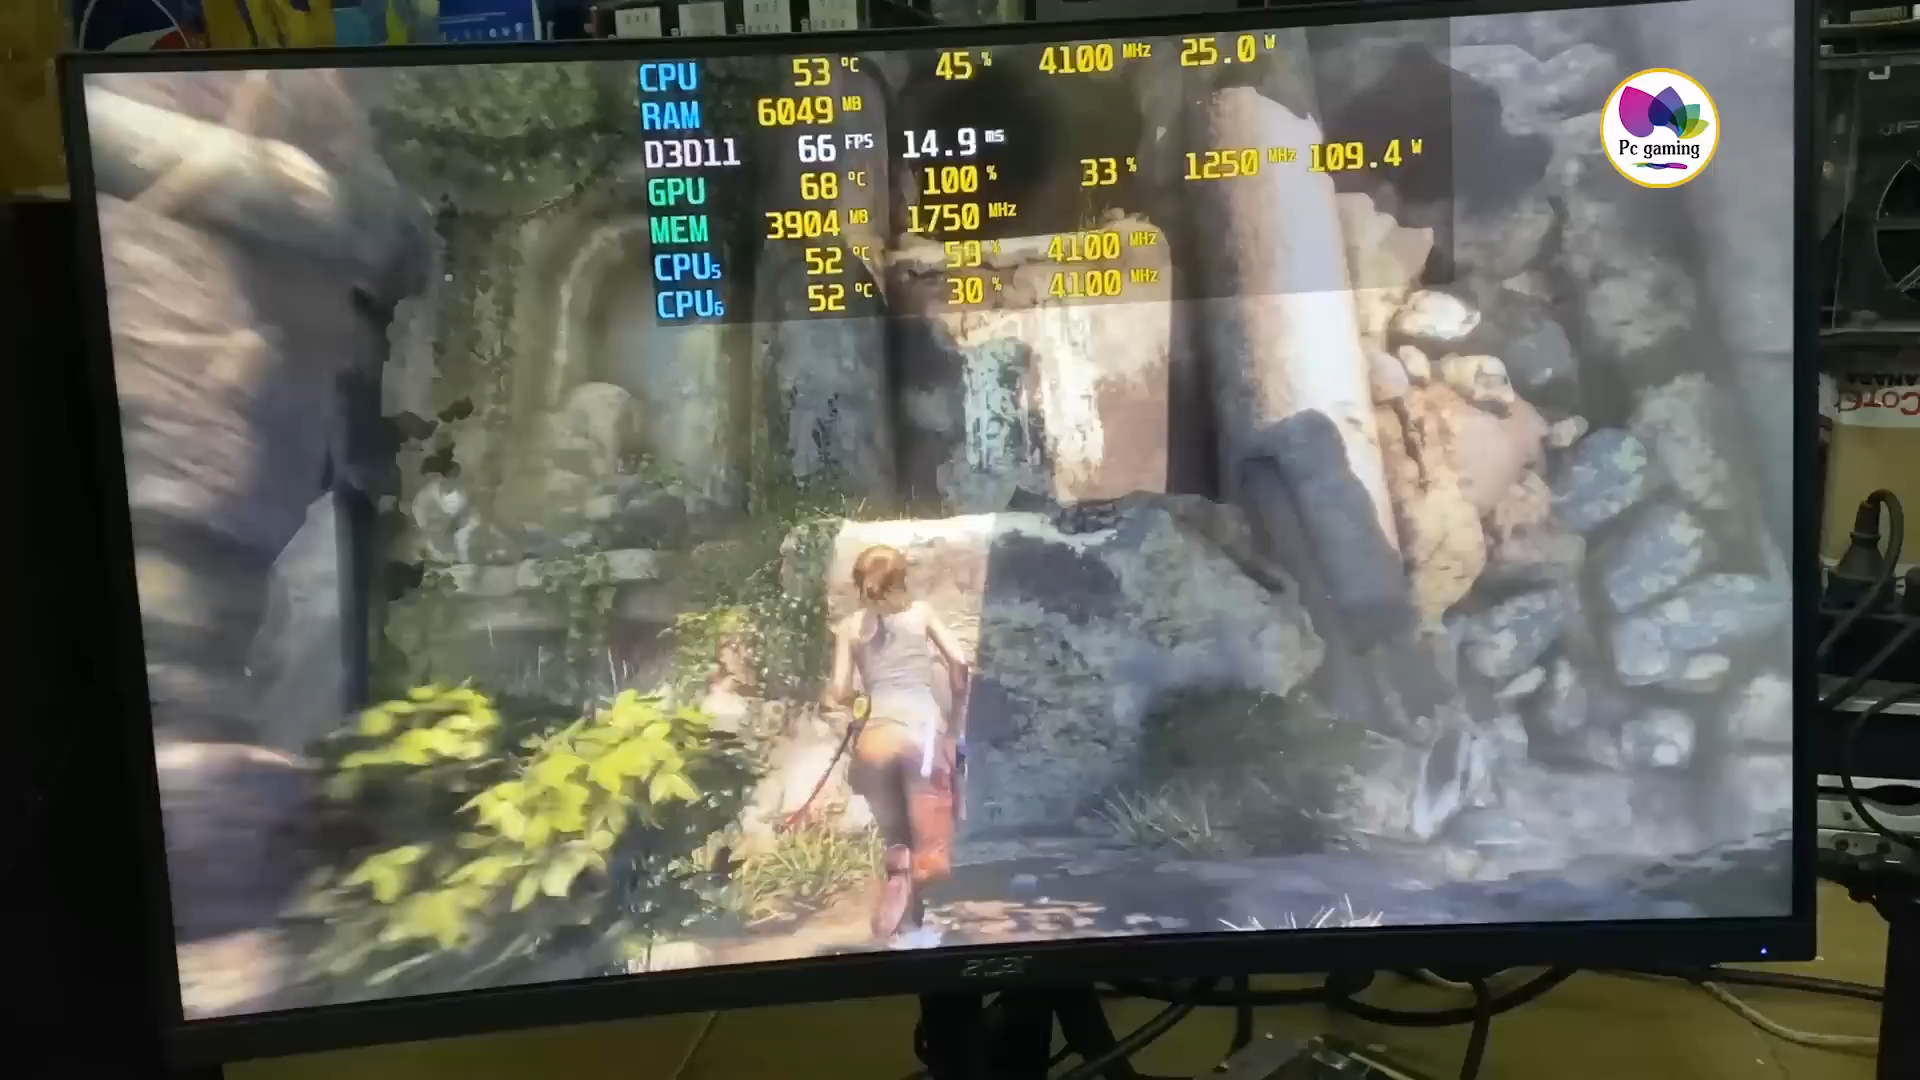 CPU 53 °C 45 % 4100 MHz 25.0 W
RAM 6049 MB
D3D11 66 FPS 14.9 ms
GPU 68 °C 100 % 33 % 1250 MHz 109.4 W
MEM 3904 MB 1750 MHz
CPU5 52 °C 59 % 4100 MHz
CPU6 52 °C 30 % 4100 MHz
Pc gaming
acer